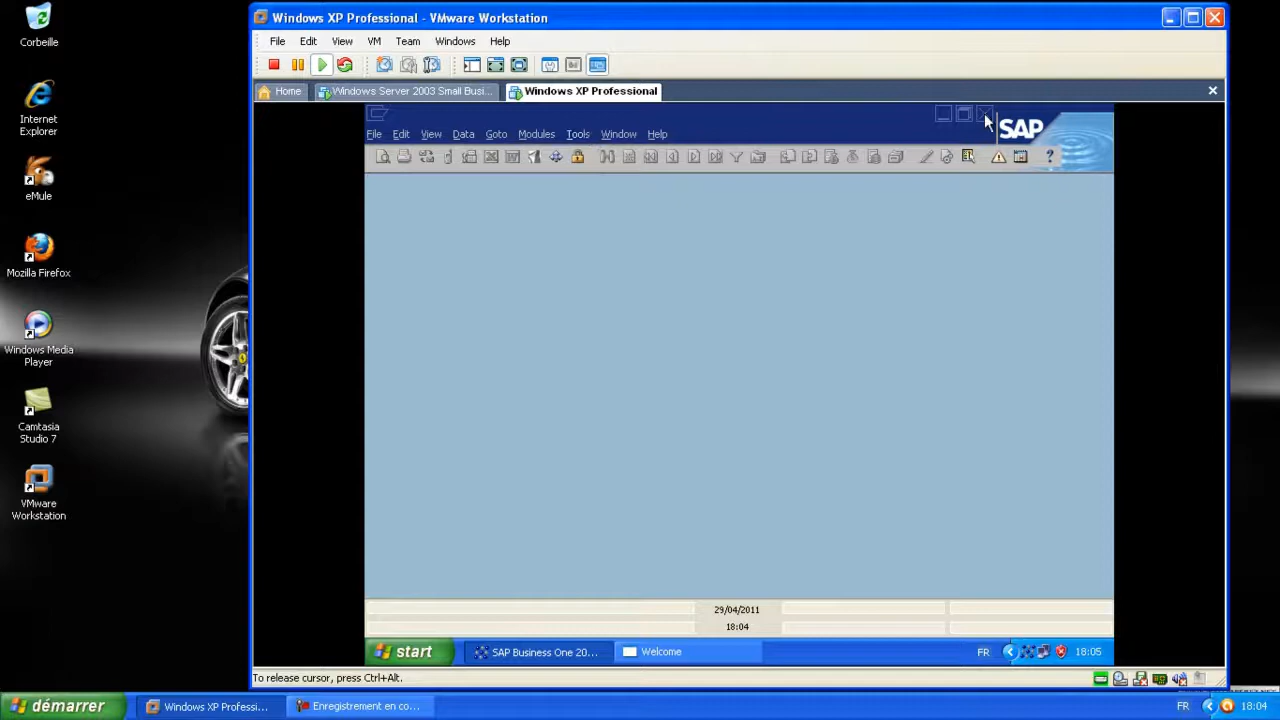 Windows XP Professional - VMware Workstation
File Edit View VM Team Windows Help
Home
Windows Server 2003 Small Busi...
Windows XP Professional
File Edit View Data Goto Modules Tools Window Help
SAP
29/04/2011
18:04
start
SAP Business One 20...
Welcome
FR
18:05
To release cursor, press Ctrl+Alt.
Corbeille
Internet
Explorer
eMule
Mozilla Firefox
Windows Media
Player
Camtasia
Studio 7
VMware
Workstation
démarrer
Windows XP Professi...
Enregistrement en co...
FR
18:04